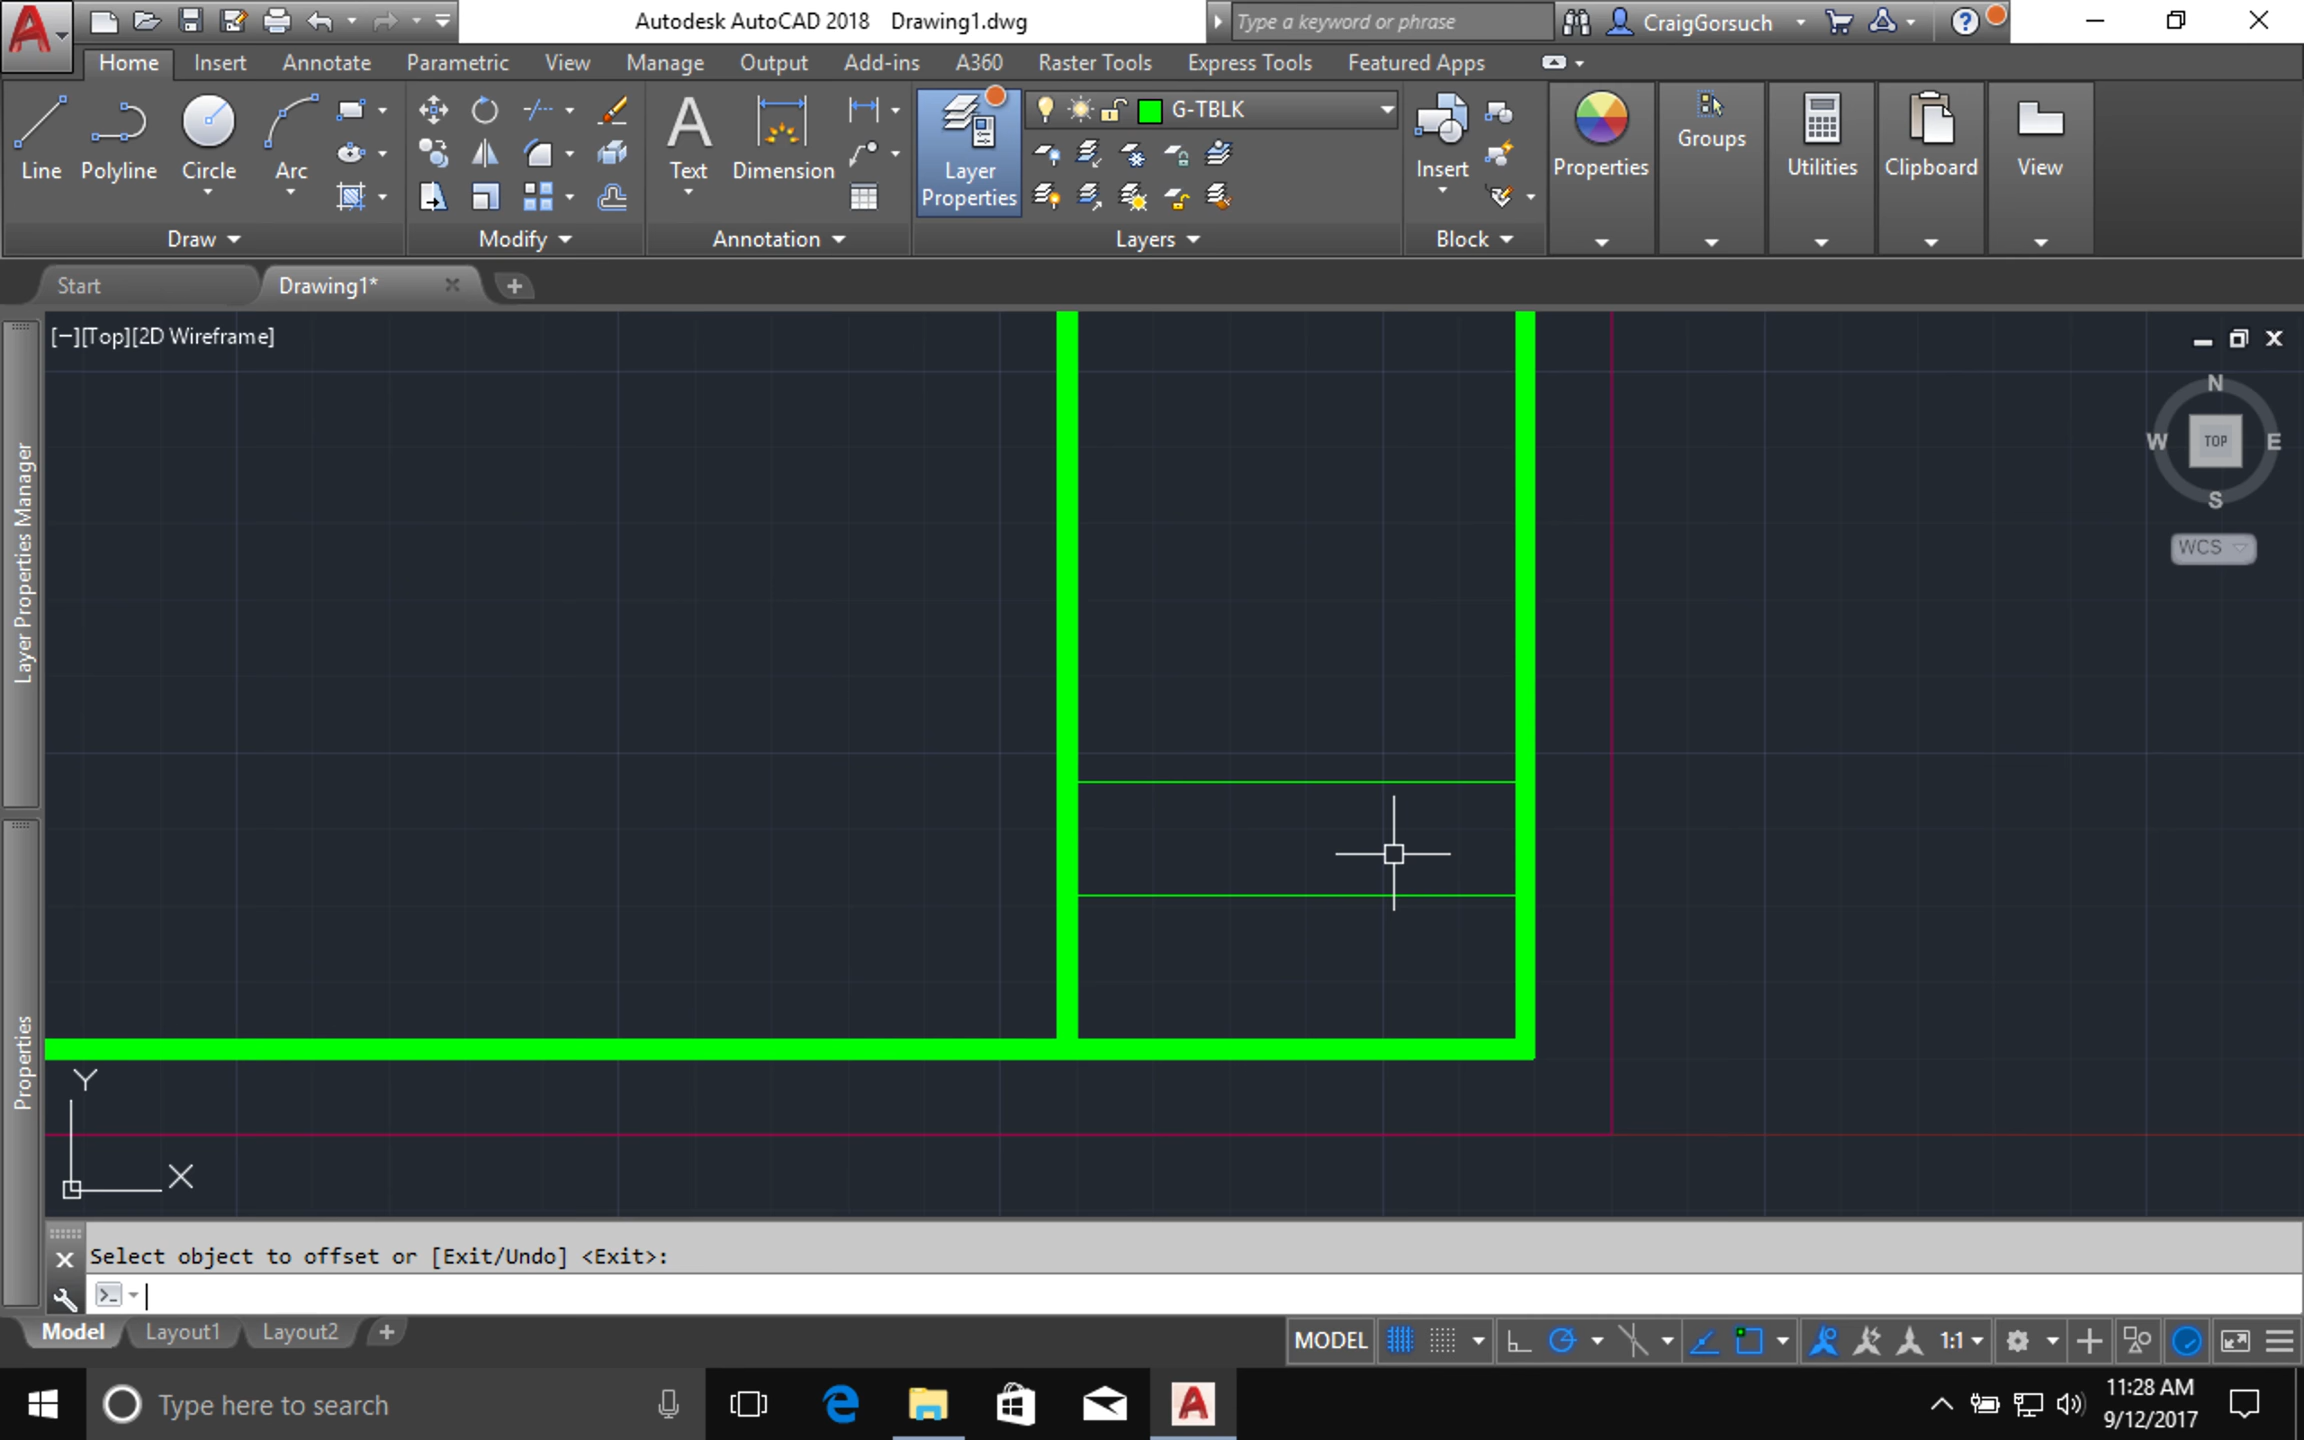 Autodesk AutoCAD 2018 Drawing1.dwg
Type a keyword or phrase
CraigGorsuch
Home Insert Annotate Parametric View Manage Output Add-ins A360 Raster Tools Express Tools Featured Apps
G-TBLK
Line Polyline Circle Arc
Text Dimension
Layer Properties
Insert
Properties Groups Utilities Clipboard View
Draw Modify Annotation Layers Block
Start Drawing1*
[−][Top][2D Wireframe]
N
W TOP E
S
WCS
Layer Properties Manager
Properties
Y
X
Select object to offset or [Exit/Undo] <Exit>:
Model Layout1 Layout2
MODEL 1:1
Type here to search
11:28 AM
9/12/2017